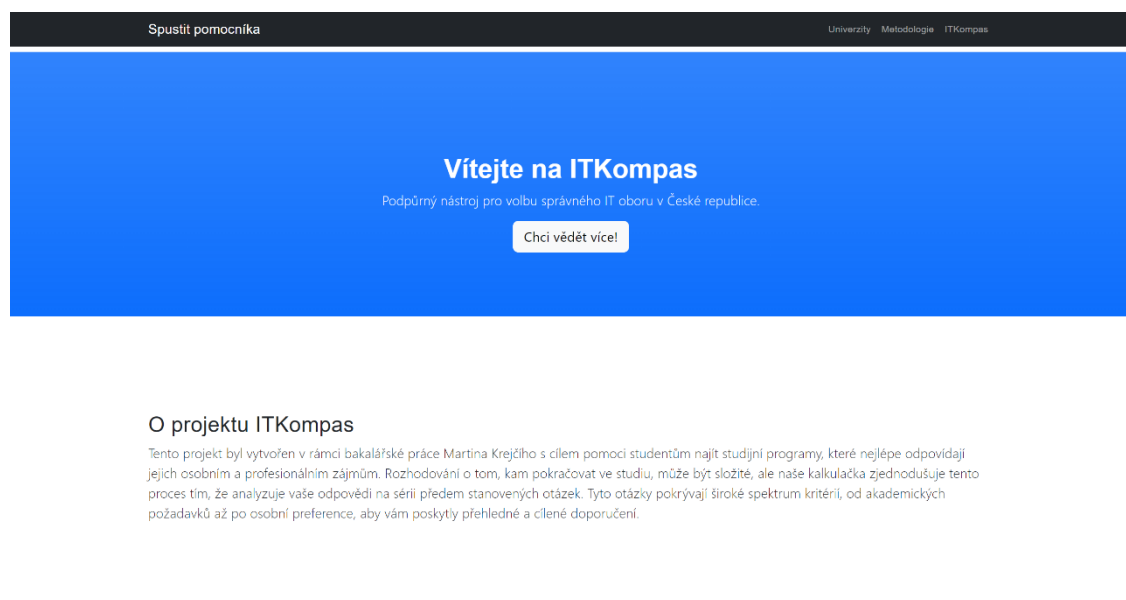 Spustit pomocníka
Univerzity Metodologie ITKompas
Vítejte na ITKompas
Podpůrný nástroj pro volbu správného IT oboru v České republice.
Chci vědět více!
O projektu ITKompas
Tento projekt byl vytvořen v rámci bakalářské práce Martina Krejčího s cílem pomoci studentům najít studijní programy, které nejlépe odpovídají
jejich osobním a profesionálním zájmům. Rozhodování o tom, kam pokračovat ve studiu, může být složité, ale naše kalkulačka zjednodušuje tento
proces tím, že analyzuje vaše odpovědi na sérii předem stanovených otázek. Tyto otázky pokrývají široké spektrum kritérií, od akademických
požadavků až po osobní preference, aby vám poskytly přehledné a cílené doporučení.